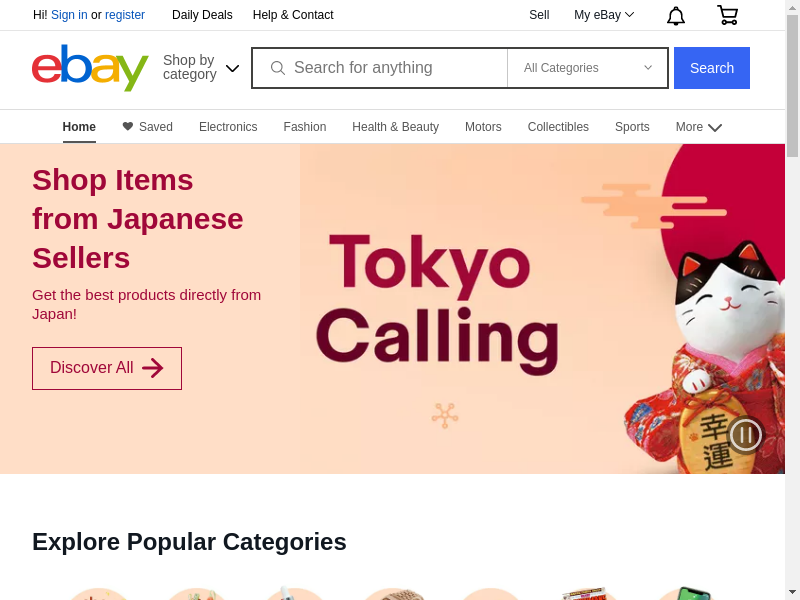 Hi! Sign in or register
Daily Deals
Help & Contact
Sell
My eBay
ebay
Shop by
category
Search for anything
All Categories
Search
Home
Saved
Electronics
Fashion
Health & Beauty
Motors
Collectibles
Sports
More
Shop Items
from Japanese
Sellers
Get the best products directly from
Japan!
Discover All
Tokyo
Calling
幸
運
Explore Popular Categories